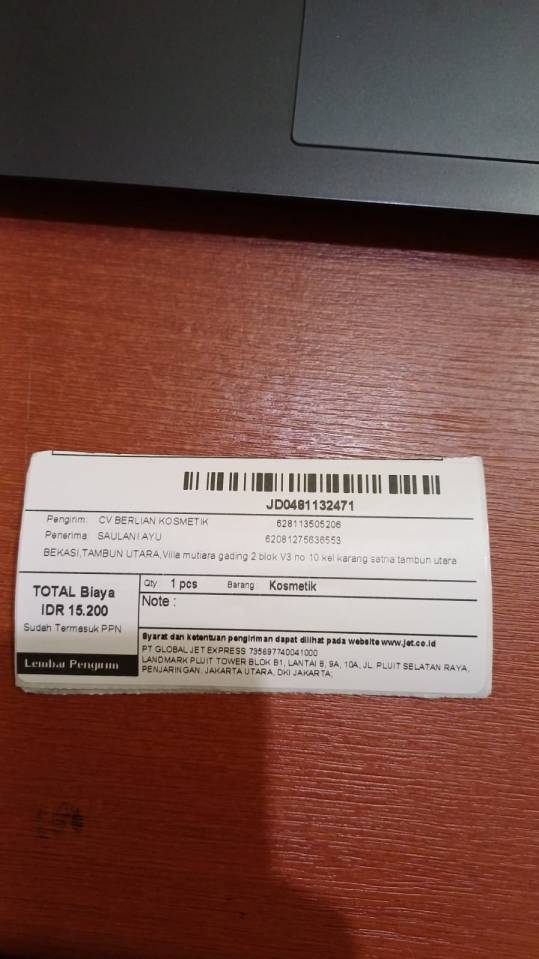 JD0481132471
Pengirim: CV BERLIAN KOSMETIK 628113505206
Penerima: SAULANI AYU 62081275636553
BEKASI,TAMBUN UTARA,Villa mutiara gading 2 blok V3 no 10 kel karang satria tambun utara
TOTAL Biaya
IDR 15.200
Sudah Termasuk PPN
Lembar Pengirim
Qty: 1 pcs Barang: Kosmetik
Note :
Syarat dan ketentuan pengiriman dapat dilihat pada website www.jet.co.id
PT GLOBAL JET EXPRESS 735697740041000
LANDMARK PLUIT TOWER BLOK B1, LANTAI 8, 9A, 10A, JL. PLUIT SELATAN RAYA,
PENJARINGAN, JAKARTA UTARA, DKI JAKARTA;